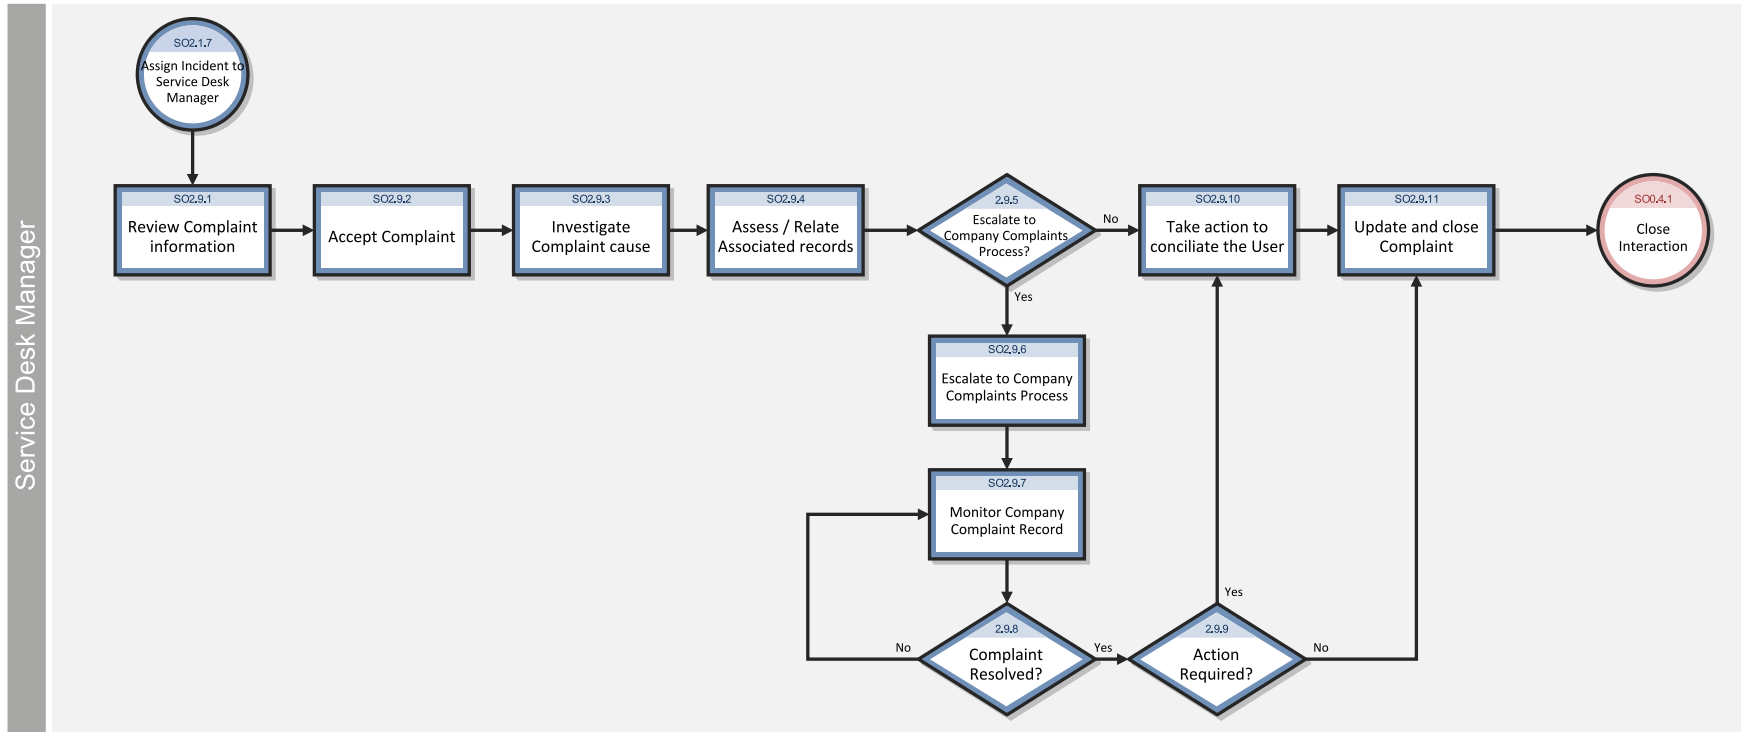 Service Desk Manager
SO2.1.7
Assign Incident to
Service Desk
Manager
SO2.9.1
Review Complaint
information
SO2.9.2
Accept Complaint
SO2.9.3
Investigate
Complaint cause
SO2.9.4
Assess / Relate
Associated records
2.9.5
Escalate to
Company Complaints
Process?
No
Yes
SO2.9.10
Take action to
conciliate the User
SO2.9.11
Update and close
Complaint
SO0.4.1
Close
Interaction
SO2.9.6
Escalate to Company
Complaints Process
SO2.9.7
Monitor Company
Complaint Record
2.9.8
Complaint
Resolved?
No
Yes
2.9.9
Action
Required?
Yes
No